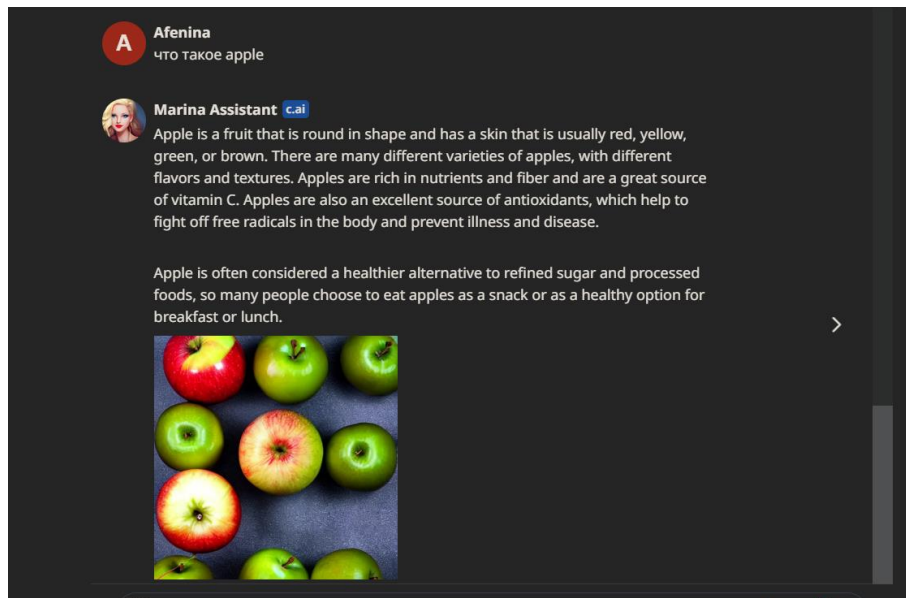 A
Afenina
что такое apple
Marina Assistant c.ai
Apple is a fruit that is round in shape and has a skin that is usually red, yellow,
green, or brown. There are many different varieties of apples, with different
flavors and textures. Apples are rich in nutrients and fiber and are a great source
of vitamin C. Apples are also an excellent source of antioxidants, which help to
fight off free radicals in the body and prevent illness and disease.
Apple is often considered a healthier alternative to refined sugar and processed
foods, so many people choose to eat apples as a snack or as a healthy option for
breakfast or lunch.